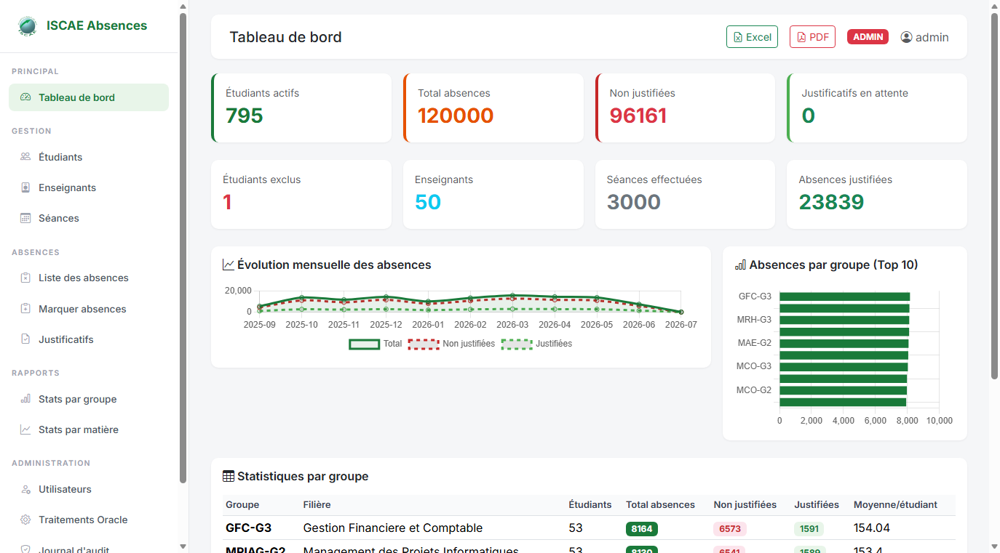 ISCAE Absences
PRINCIPAL
Tableau de bord
GESTION
Étudiants
Enseignants
Séances
ABSENCES
Liste des absences
Marquer absences
Justificatifs
RAPPORTS
Stats par groupe
Stats par matière
ADMINISTRATION
Utilisateurs
Traitements Oracle
Journal d'audit
Tableau de bord
Excel
PDF
ADMIN
admin
Étudiants actifs
795
Total absences
120000
Non justifiées
96161
Justificatifs en attente
0
Étudiants exclus
1
Enseignants
50
Séances effectuées
3000
Absences justifiées
23839
Évolution mensuelle des absences
20,000
0
2025-09 2025-10 2025-11 2025-12 2026-01 2026-02 2026-03 2026-04 2026-05 2026-06 2026-07
Total Non justifiées Justifiées
Absences par groupe (Top 10)
GFC-G3
MRH-G3
MAE-G2
MCO-G3
MCO-G2
0 2,000 4,000 6,000 8,000 10,000
Statistiques par groupe
Groupe Filière Étudiants Total absences Non justifiées Justifiées Moyenne/étudiant
GFC-G3 Gestion Financiere et Comptable 53 8164 6573 1591 154.04
MPIAG-G2 Management des Projets Informatiques 53 8130 6541 1589 153.4